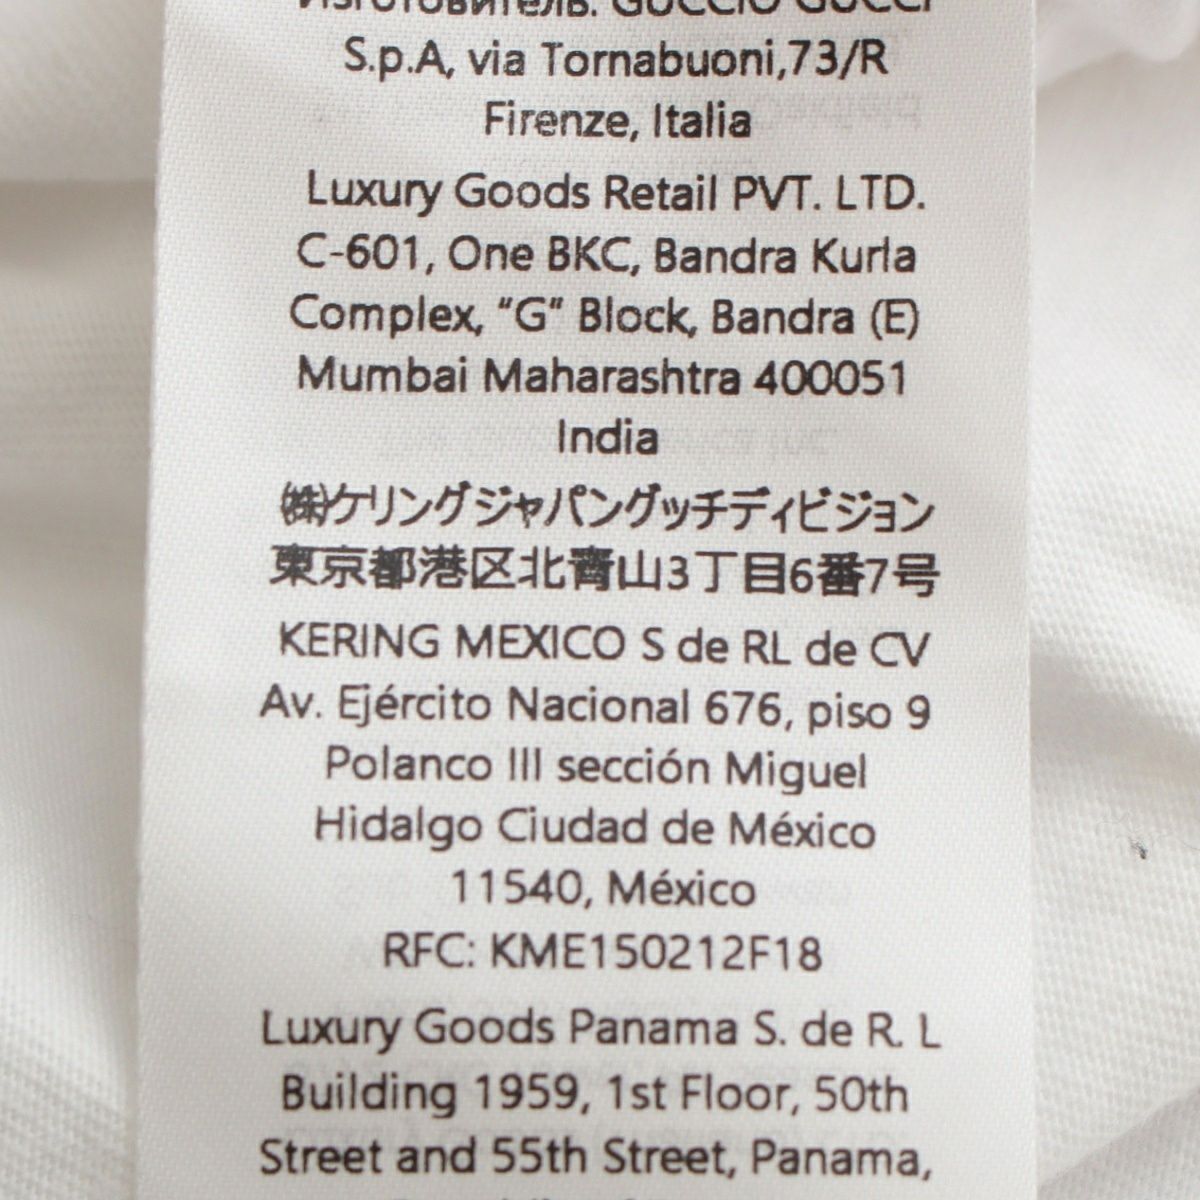 Изготовитель: GUCCIO GUCCI
S.p.A, via Tornabuoni,73/R
Firenze, Italia
Luxury Goods Retail PVT. LTD.
C-601, One BKC, Bandra Kurla
Complex, "G" Block, Bandra (E)
Mumbai Maharashtra 400051
India
㈱ケリングジャパングッチディビジョン
東京都港区北青山3丁目6番7号
KERING MEXICO S de RL de CV
Av. Ejército Nacional 676, piso 9
Polanco III sección Miguel
Hidalgo Ciudad de México
11540, México
RFC: KME150212F18
Luxury Goods Panama S. de R. L
Building 1959, 1st Floor, 50th
Street and 55th Street, Panama,